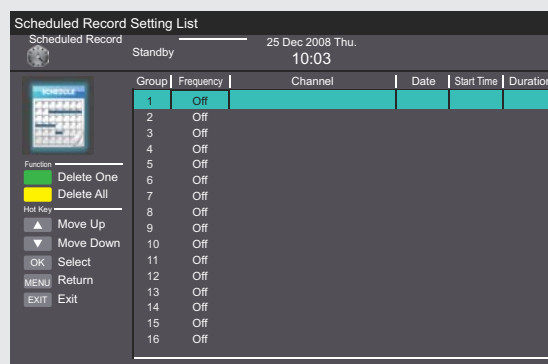 Scheduled Record Setting List
Scheduled Record
Standby
25 Dec 2008 Thu.
10:03
SCHEDULE
Group Frequency Channel Date Start Time Duration
1 Off
2 Off
3 Off
4 Off
5 Off
6 Off
7 Off
8 Off
9 Off
10 Off
11 Off
12 Off
13 Off
14 Off
15 Off
16 Off
Function
Delete One
Delete All
Hot Key
Move Up
Move Down
OK Select
MENU Return
EXIT Exit